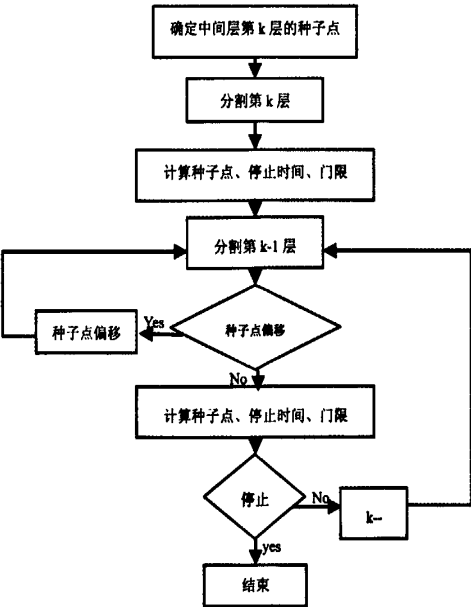 确定中间层第 k 层的种子点
分割第 k 层
计算种子点、停止时间、门限
分割第 k-1 层
种子点偏移
Yes
种子点偏移
No
计算种子点、停止时间、门限
停止
No
k--
yes
结束